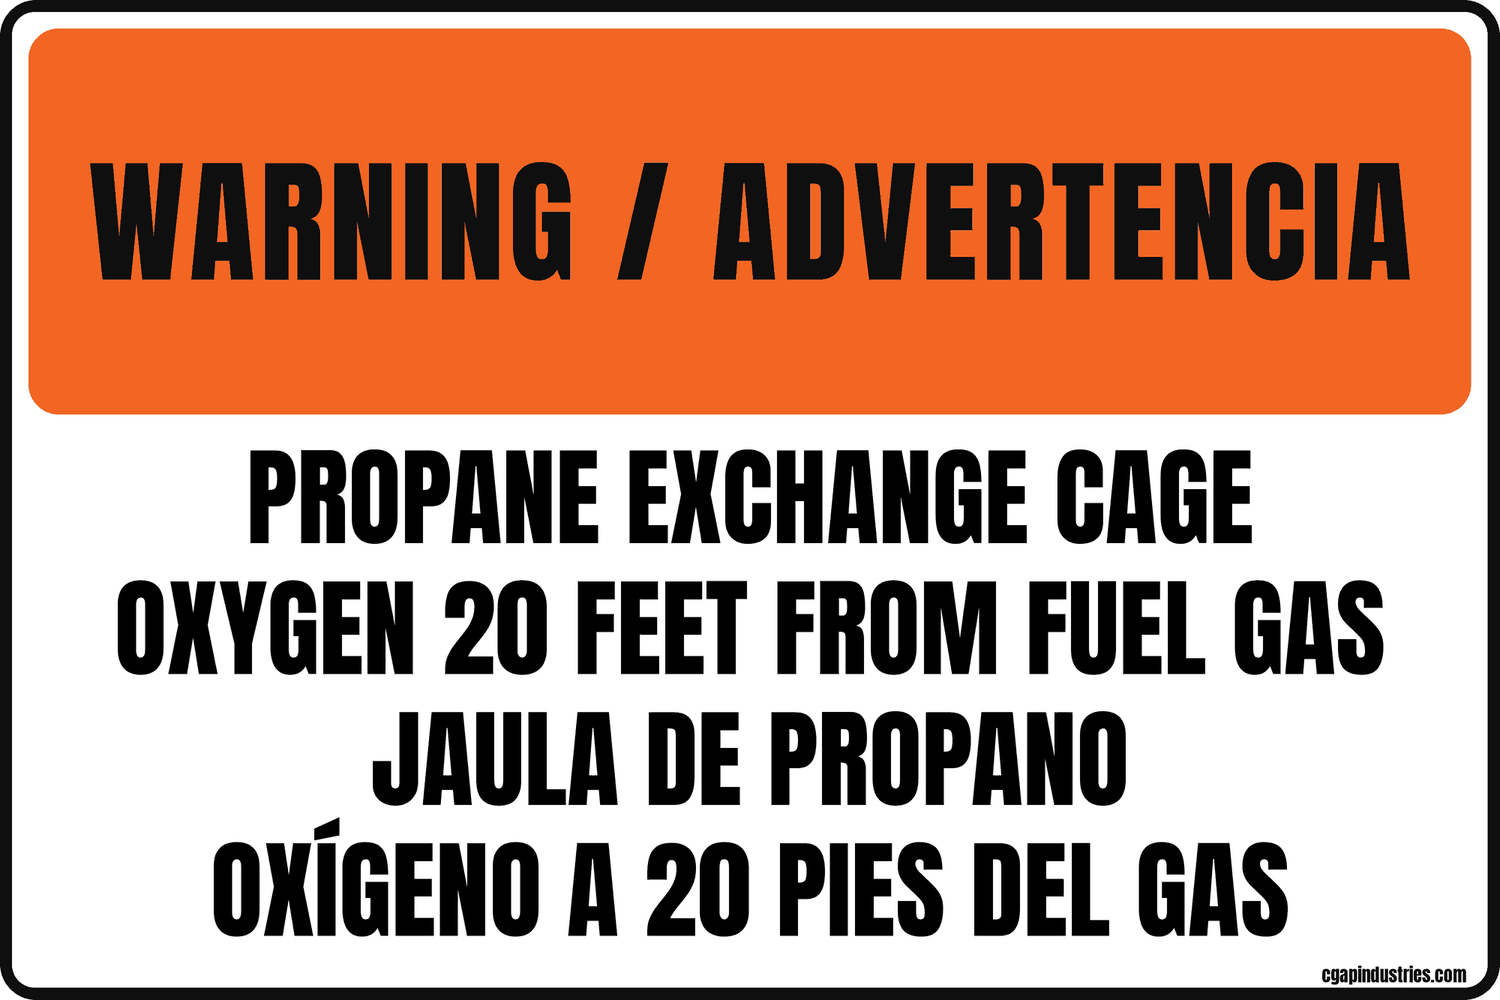 WARNING / ADVERTENCIA
PROPANE EXCHANGE CAGE
OXYGEN 20 FEET FROM FUEL GAS
JAULA DE PROPANO
OXÍGENO A 20 PIES DEL GAS
cgapindustries.com